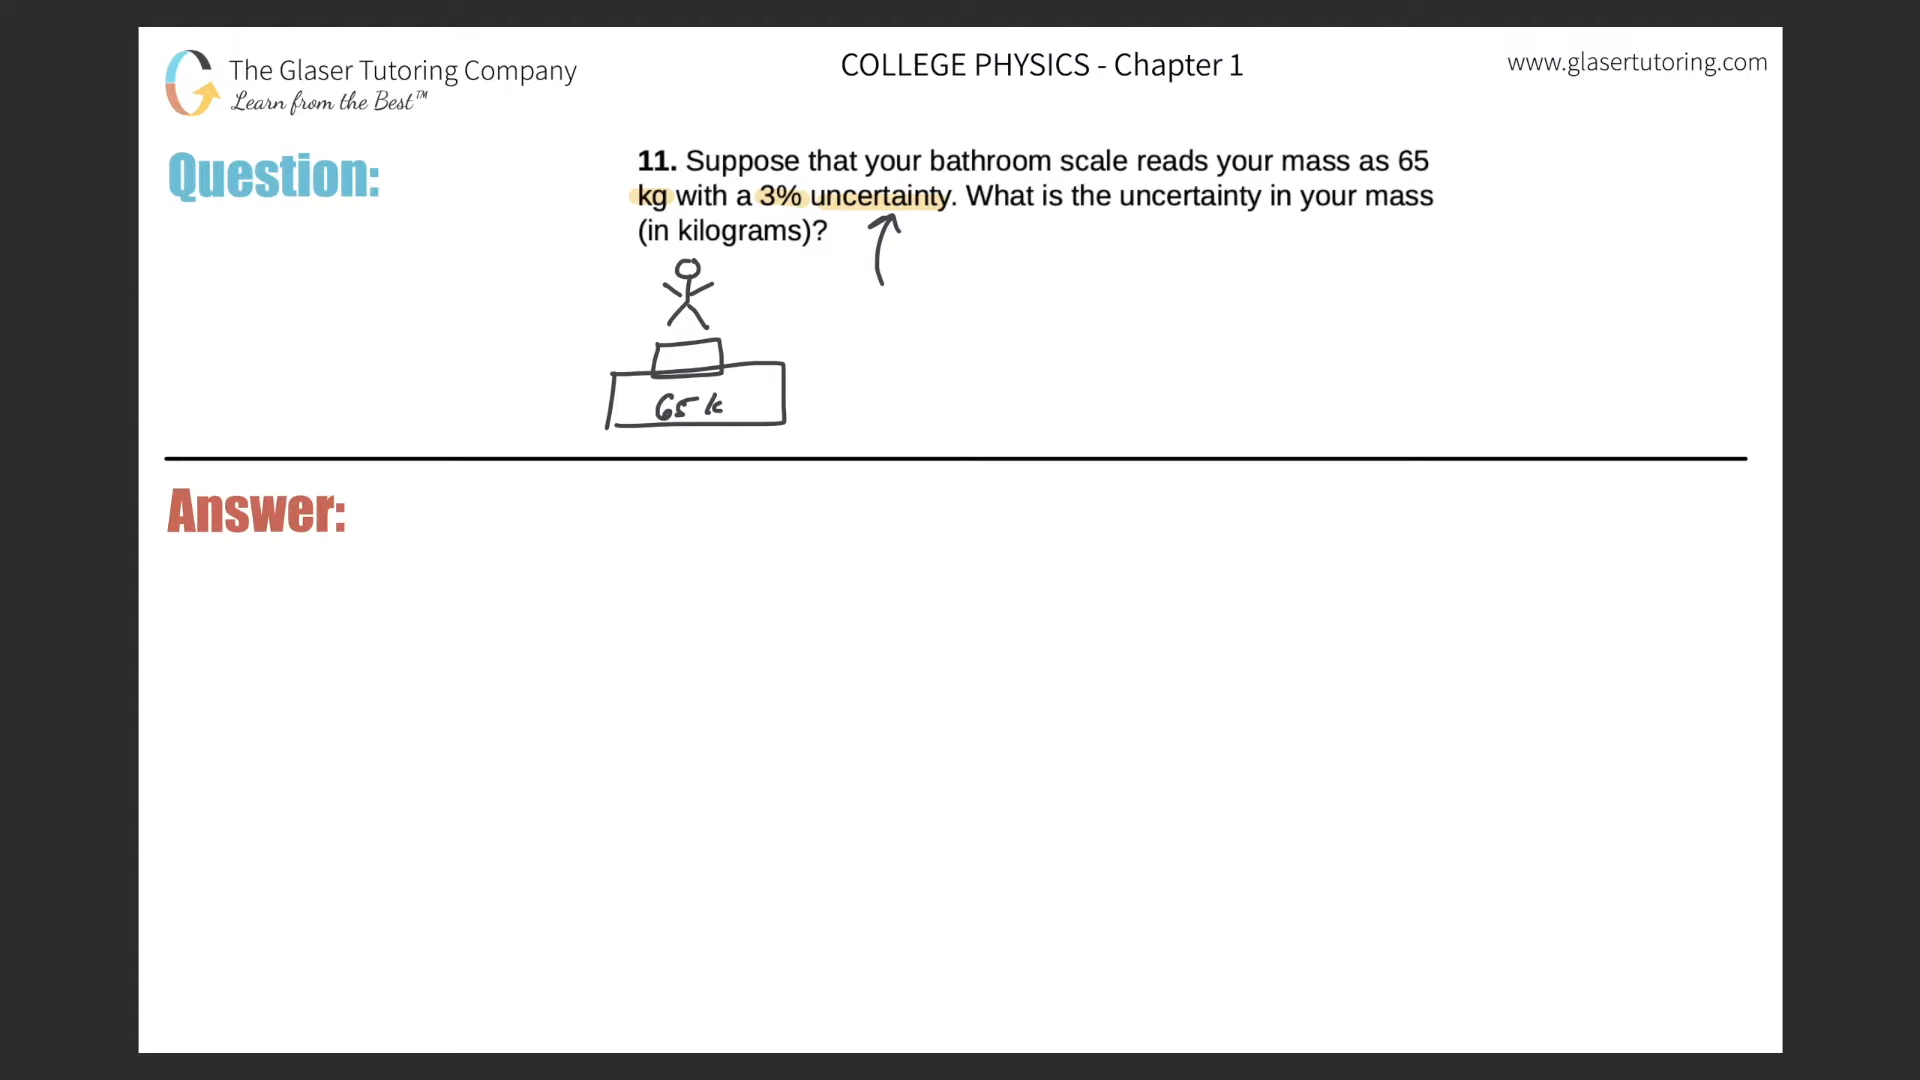 The Glaser Tutoring Company
Learn from the Best™
COLLEGE PHYSICS - Chapter 1
www.glasertutoring.com
Question:
11. Suppose that your bathroom scale reads your mass as 65
kg with a 3% uncertainty. What is the uncertainty in your mass
(in kilograms)?
65 k
Answer: